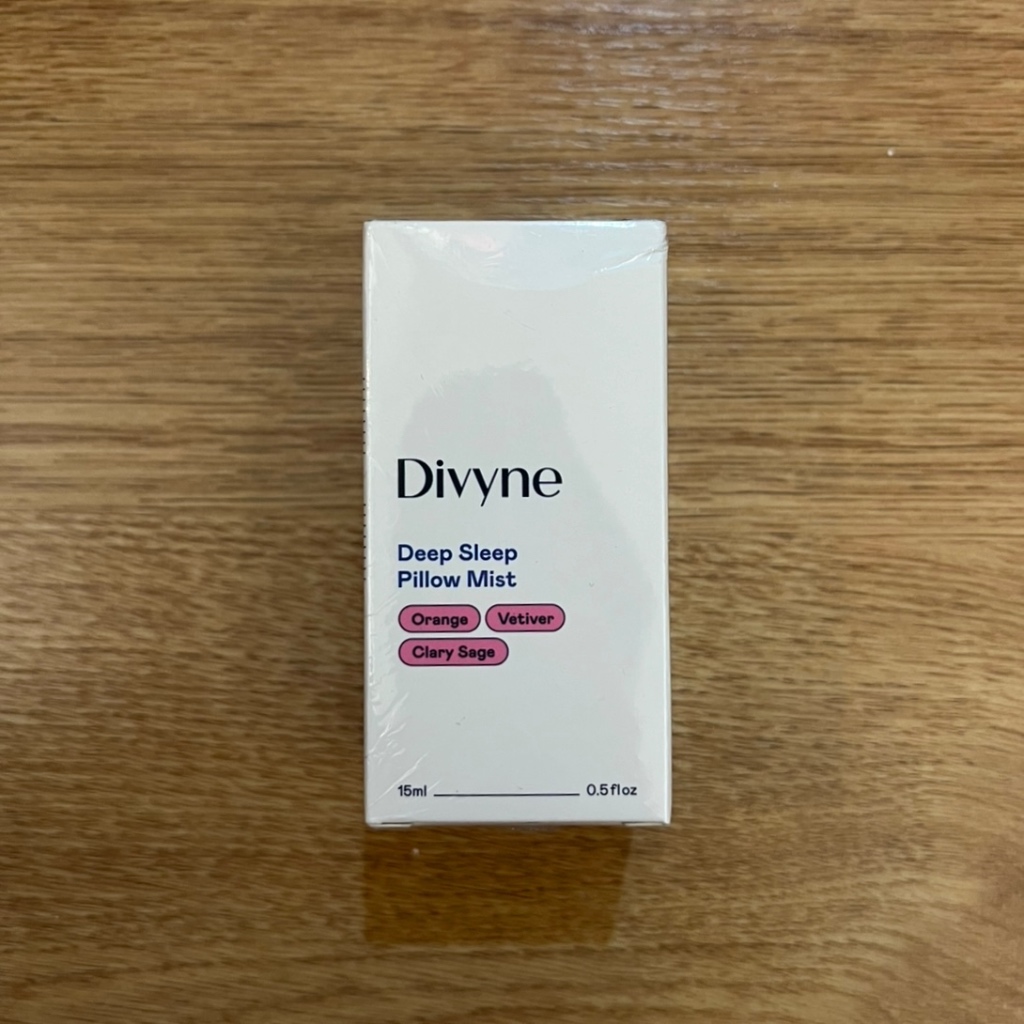 Divyne
Deep Sleep
Pillow Mist
Orange Vetiver
Clary Sage
15ml 0.5 fl oz